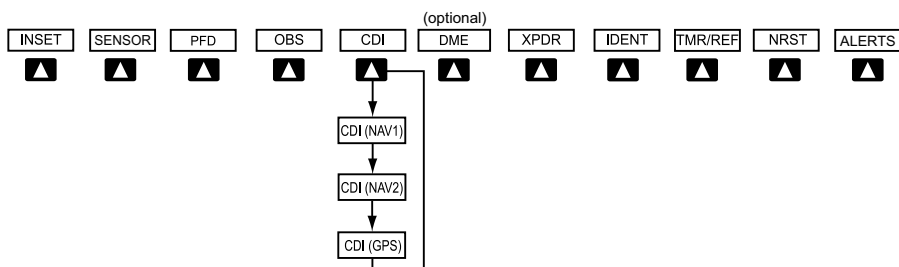 (optional)
INSET SENSOR PFD OBS CDI DME XPDR IDENT TMR/REF NRST ALERTS
CDI (NAV1)
CDI (NAV2)
CDI (GPS)